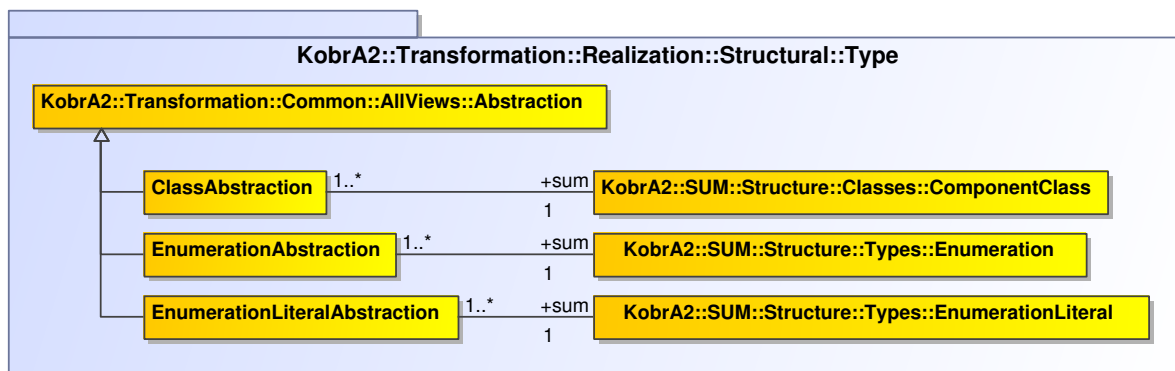 KobrA2::Transformation::Realization::Structural::Type
KobrA2::Transformation::Common::AllViews::Abstraction
ClassAbstraction 1..* +sum KobrA2::SUM::Structure::Classes::ComponentClass
1
EnumerationAbstraction 1..* +sum KobrA2::SUM::Structure::Types::Enumeration
1
EnumerationLiteralAbstraction 1..* +sum KobrA2::SUM::Structure::Types::EnumerationLiteral
1